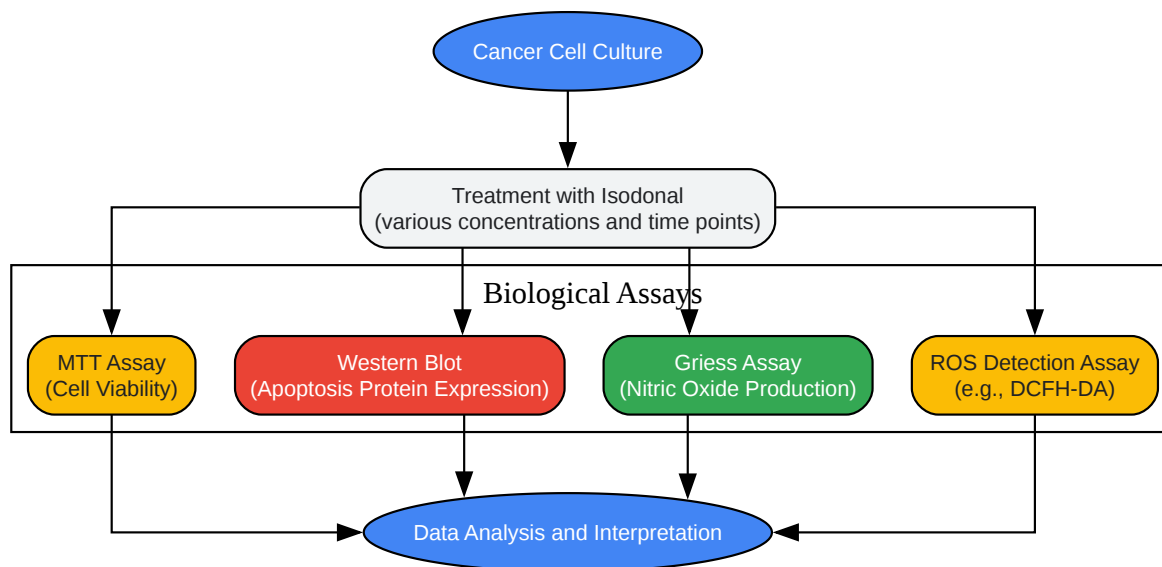 Cancer Cell Culture
Treatment with Isodonal
(various concentrations and time points)
Biological Assays
MTT Assay
(Cell Viability)
Western Blot
(Apoptosis Protein Expression)
Griess Assay
(Nitric Oxide Production)
ROS Detection Assay
(e.g., DCFH-DA)
Data Analysis and Interpretation